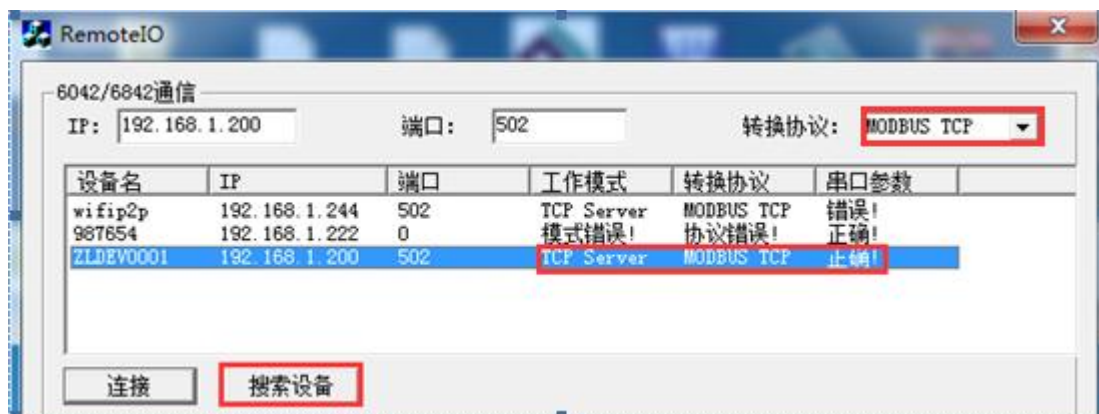 RemoteIO
6042/6842通信
IP: 192.168.1.200 端口: 502 转换协议: MODBUS TCP
设备名 IP 端口 工作模式 转换协议 串口参数
wifip2p 192.168.1.244 502 TCP Server MODBUS TCP 错误!
987654 192.168.1.222 0 模式错误! 协议错误! 正确!
ZLDEV0001 192.168.1.200 502 TCP Server MODBUS TCP 正确!
连接 搜索设备